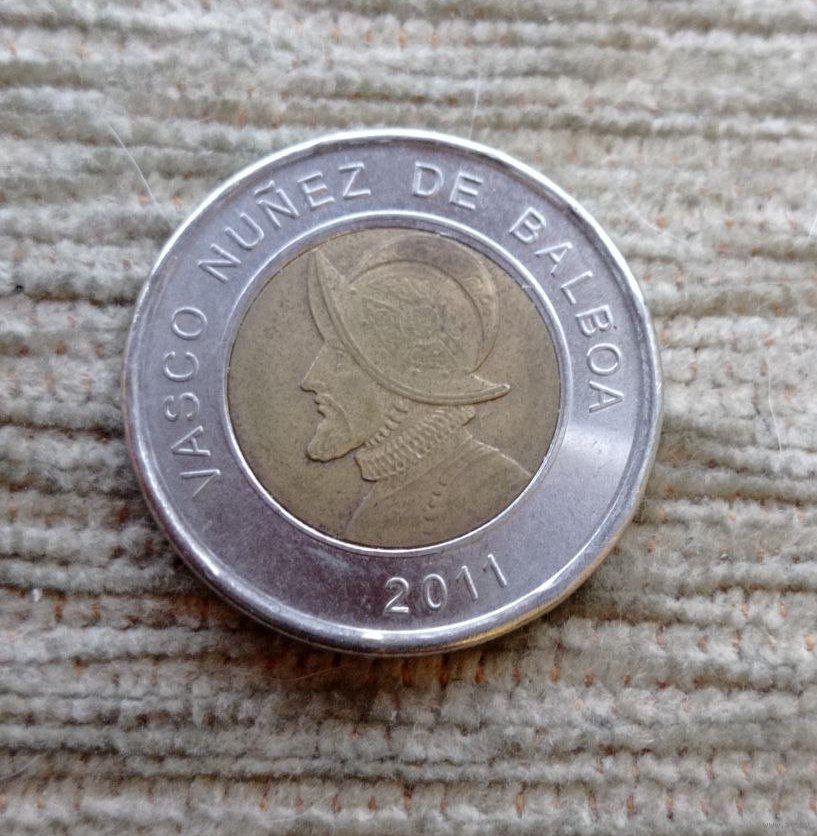 VASCO NUÑEZ DE BALBOA
2011